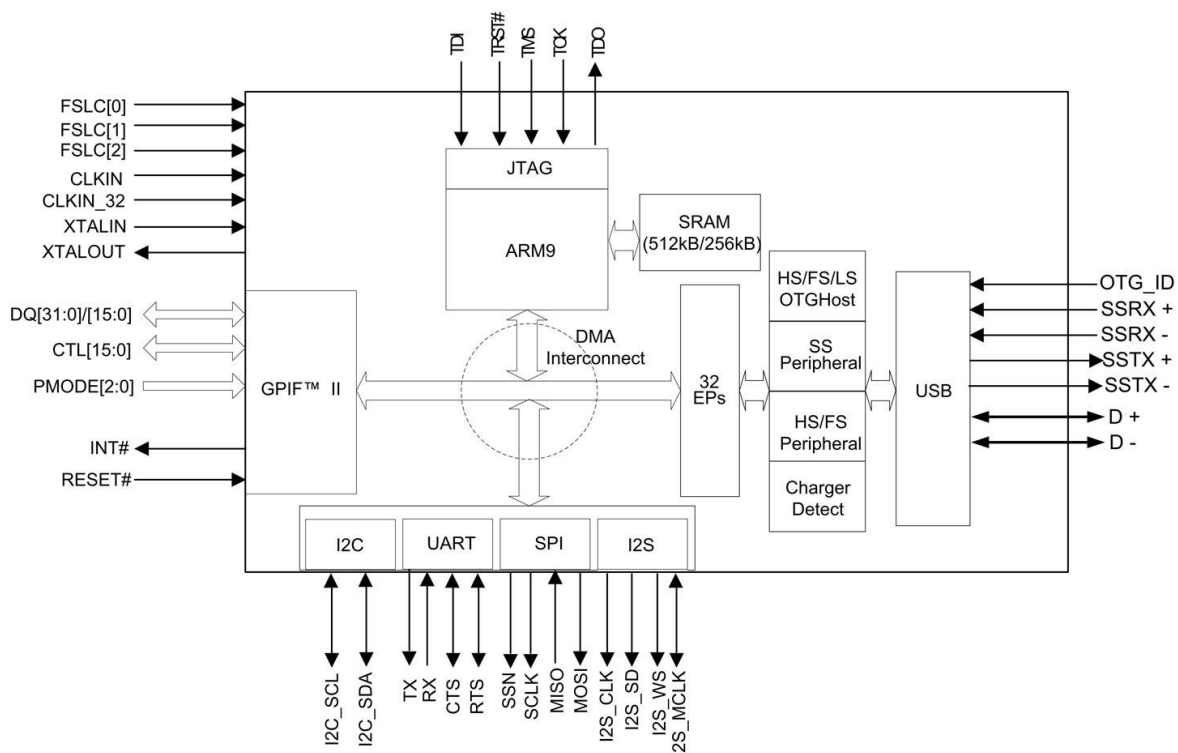 TDI
TRST#
TMS
TCK
TDO
FSLC[0]
FSLC[1]
FSLC[2]
CLKIN
CLKIN_32
XTALIN
XTALOUT
DQ[31:0]/[15:0]
CTL[15:0]
PMODE[2:0]
INT#
RESET#
JTAG
ARM9
SRAM
(512kB/256kB)
DMA
Interconnect
GPIF™ II
32
EPs
HS/FS/LS
OTGHost
SS
Peripheral
HS/FS
Peripheral
Charger
Detect
USB
OTG_ID
SSRX +
SSRX -
SSTX +
SSTX -
D +
D -
I2C
UART
SPI
I2S
I2C_SCL
I2C_SDA
TX
RX
CTS
RTS
SSN
SCLK
MISO
MOSI
I2S_CLK
I2S_SD
I2S_WS
2S_MCLK